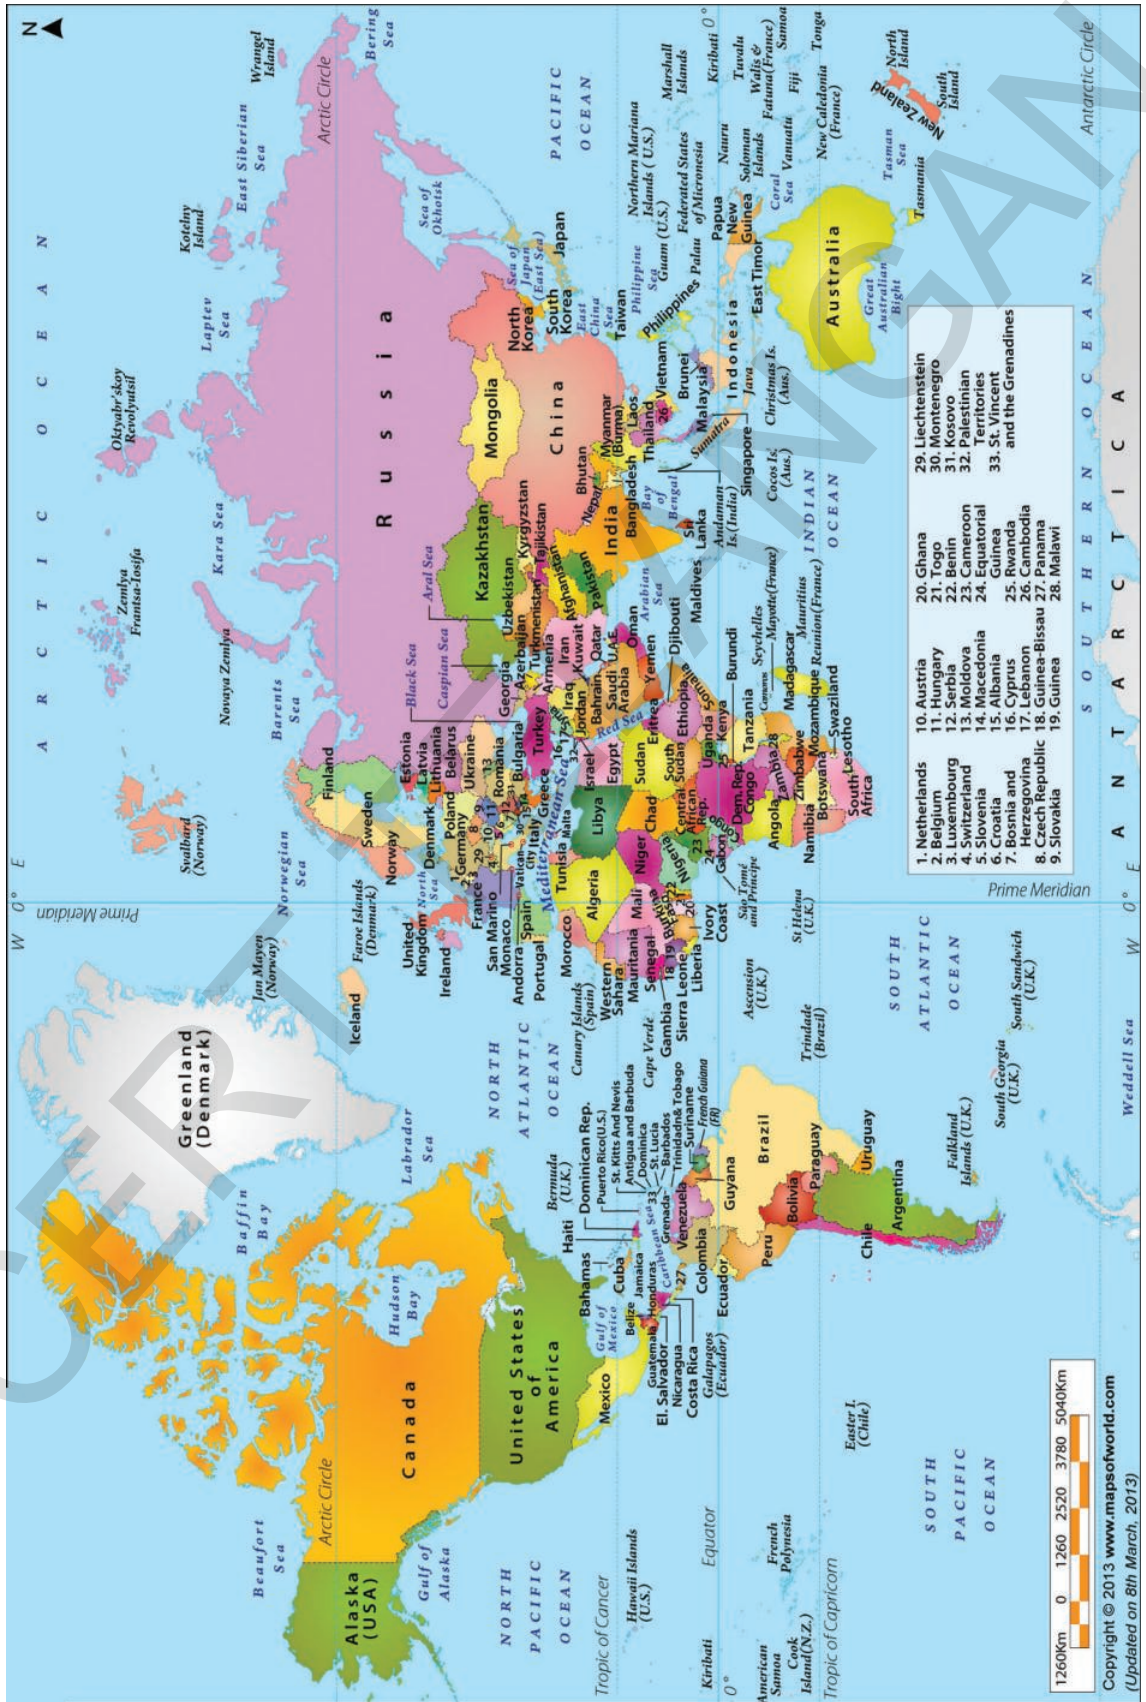 N
W 0° E
Prime Meridian
A R C T I C O C E A N
Zemlya
Frantsa-Iosifa
Oktyabr'skoy
Revolyutsii
Svalbard
(Norway)
Novaya Zemlya
Kara Sea
Laptev
Sea
Kotelny
Island
East Siberian
Sea
Wrangel
Island
Beaufort
Sea
Baffin
Bay
Greenland
(Denmark)
Jan Mayen
(Norway)
Norwegian
Sea
Barents
Sea
Arctic Circle
Arctic Circle
Bering
Sea
Alaska
(USA)
Gulf of
Alaska
Canada
Hudson
Bay
Labrador
Sea
Iceland
Faroe Islands
(Denmark)
Norway
Sweden
Finland
Russia
Sea of
Okhotsk
United
Kingdom
Ireland
North
Sea
Denmark
Estonia
Latvia
Lithuania
Belarus
Poland
Germany
Ukraine
France
San Marino
Monaco
Andorra
Portugal
Spain
Vatican
City
Italy
Malta
Romania
Bulgaria
Greece
Turkey
Black Sea
Caspian Sea
Aral Sea
Mediterranean Sea
Kazakhstan
Mongolia
China
Uzbekistan
Kyrgyzstan
Tajikistan
Turkmenistan
Georgia
Azerbaijan
Armenia
Afghanistan
Pakistan
Iran
Iraq
Syria
Jordan
Israel
Kuwait
Bahrain
Qatar
U.A.E.
Saudi
Arabia
Oman
Yemen
Red Sea
Arabian
Sea
India
Nepal
Bhutan
Bangladesh
Myanmar
(Burma)
Laos
Thailand
Vietnam
Bay
of
Bengal
Sri
Lanka
Maldives
Andaman
Is.(India)
North
Korea
South
Korea
Japan
Sea of
Japan
(East Sea)
East
China
Sea
Taiwan
Philippine
Sea
Philippines
Brunei
Malaysia
Singapore
Sumatra
Java
Indonesia
East Timor
Papua
New
Guinea
PACIFIC
OCEAN
Northern Mariana
Islands (U.S.)
Guam (U.S.)
Federated States
of Micronesia
Palau
Marshall
Islands
Kiribati 0°
Nauru
Tuvalu
Soloman
Islands
Walis &
Fatuna(France)
Samoa
Vanuatu
Fiji
Tonga
New Caledonia
(France)
Coral
Sea
Australia
Great
Australian
Bight
Tasmania
Tasman
Sea
New Zealand
North
Island
South
Island
Christmas Is.
(Aus.)
Cocos Is.
(Aus.)
INDIAN
OCEAN
NORTH
PACIFIC
OCEAN
United States
of
America
NORTH
ATLANTIC
OCEAN
Tropic of Cancer
Hawaii Islands
(U.S.)
Mexico
Gulf of
Mexico
Bermuda
(U.K.)
Bahamas
Cuba
Haiti
Dominican Rep.
Puerto Rico(U.S.)
St. Kitts And Nevis
Antigua and Barbuda
Dominica
St. Lucia
Barbados
Trinidadn& Tobago
Grenada
Jamaica
Belize
Honduras
Caribbean Sea
Guatemala
El. Salvador
Nicaragua
Costa Rica
Galapagos
(Ecuador)
Venezuela
Guyana
Suriname
French Guiana
(FR)
Colombia
Ecuador
Peru
Brazil
Bolivia
Paraguay
Uruguay
Argentina
Chile
Falkland
Islands (U.K.)
South Georgia
(U.K.)
South Sandwich
(U.K.)
Trindade
(Brazil)
Ascension
(U.K.)
St Helena
(U.K.)
Easter I.
(Chile)
SOUTH
PACIFIC
OCEAN
SOUTH
ATLANTIC
OCEAN
Equator
Kiribati
0°
American
Samoa
Cook
Island(N.Z.)
French
Polynesia
Tropic of Capricorn
Canary Islands
(Spain)
Cape Verde
Morocco
Western
Sahara
Mauritania
Senegal
Gambia
Sierra Leone
Liberia
Ivory
Coast
Mali
Burkina
Faso
Algeria
Tunisia
Libya
Egypt
Niger
Nigeria
Chad
Sudan
South
Sudan
Central
African
Rep.
Eritrea
Djibouti
Ethiopia
Somalia
Uganda
Kenya
Burundi
Tanzania
Gabon
Congo
Dem. Rep.
Congo
São Tomé
and Principe
Angola
Zambia
Zimbabwe
Namibia
Botswana
Mozambique
South
Africa
Swaziland
Lesotho
Madagascar
Comoros
Seychelles
Mayotte(France)
Mauritius
Reunion(France)
Prime Meridian
1. Netherlands
2. Belgium
3. Luxembourg
4. Switzerland
5. Slovenia
6. Croatia
7. Bosnia and
Herzegovina
8. Czech Republic
9. Slovakia
10. Austria
11. Hungary
12. Serbia
13. Moldova
14. Macedonia
15. Albania
16. Cyprus
17. Lebanon
18. Guinea-Bissau
19. Guinea
20. Ghana
21. Togo
22. Benin
23. Cameroon
24. Equatorial
Guinea
25. Rwanda
26. Cambodia
27. Panama
28. Malawi
29. Liechtenstein
30. Montenegro
31. Kosovo
32. Palestinian
Territories
33. St. Vincent
and the Grenadines
SOUTHERN OCEAN
Antarctic Circle
Weddell Sea
W 0° E
ANTARCTICA
1260Km 0 1260 2520 3780 5040Km
Copyright © 2013 www.mapsofworld.com
(Updated on 8th March, 2013)